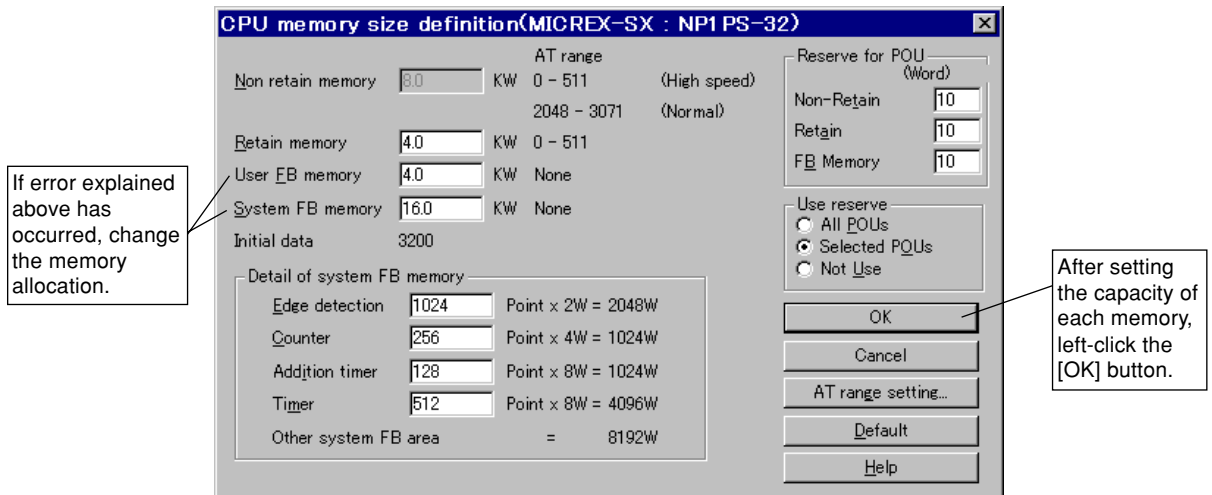 CPU memory size definition(MICREX-SX : NP1PS-32)
AT range
Non retain memory 8.0 KW 0 - 511 (High speed)
2048 - 3071 (Normal)
Retain memory 4.0 KW 0 - 511
User FB memory 4.0 KW None
System FB memory 16.0 KW None
Initial data 3200
Detail of system FB memory
Edge detection 1024 Point x 2W = 2048W
Counter 256 Point x 4W = 1024W
Addition timer 128 Point x 8W = 1024W
Timer 512 Point x 8W = 4096W
Other system FB area = 8192W
Reserve for POU
(Word)
Non-Retain 10
Retain 10
FB Memory 10
Use reserve
All POUs
Selected POUs
Not Use
OK
Cancel
AT range setting...
Default
Help
If error explained
above has
occurred, change
the memory
allocation.
After setting
the capacity of
each memory,
left-click the
[OK] button.